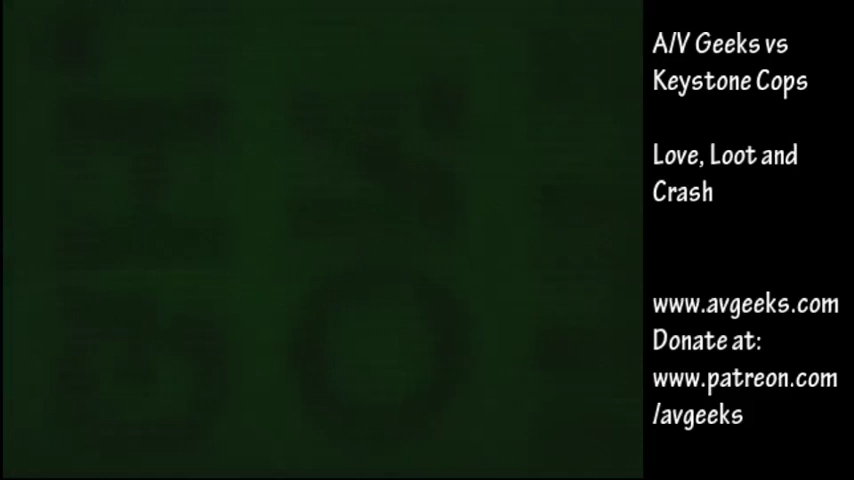 A/V Geeks vs
Keystone Cops
Love, Loot and
Crash
www.avgeeks.com
Donate at:
www.patreon.com
/avgeeks